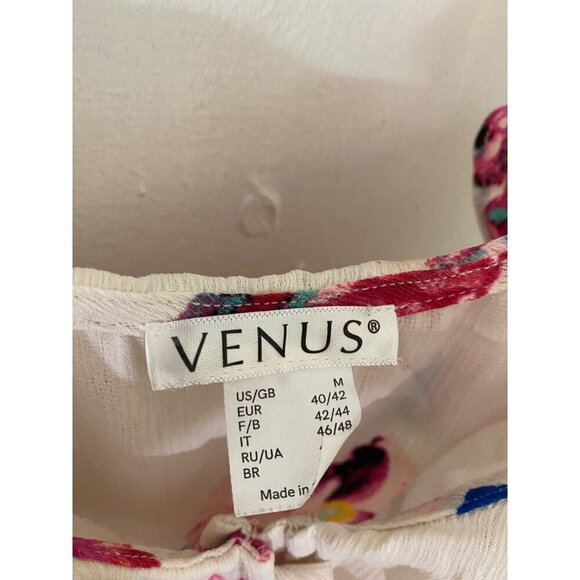 VENUS®
US/GB M
EUR 40/42
F/B 42/44
IT 46/48
RU/UA
BR
Made in